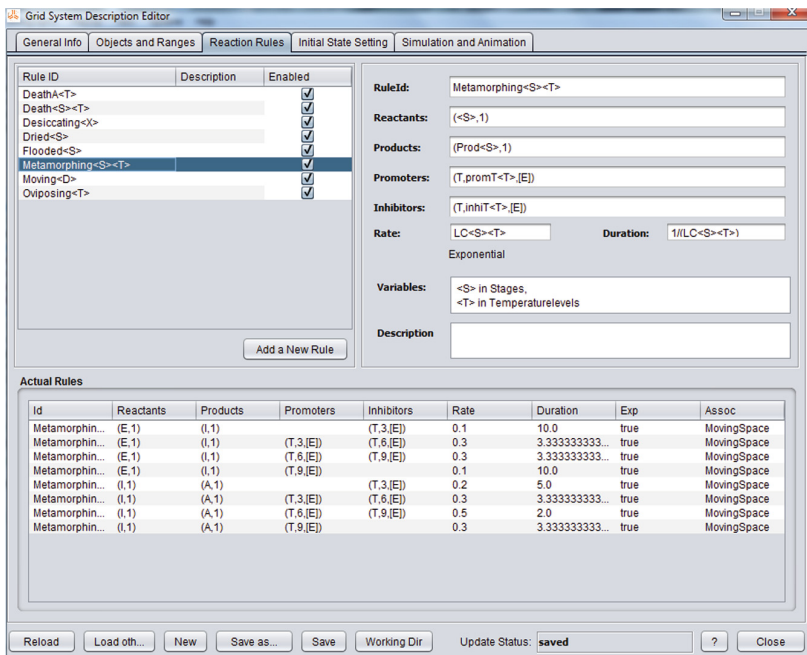 Grid System Description Editor
General Info Objects and Ranges Reaction Rules Initial State Setting Simulation and Animation
Rule ID Description Enabled
DeathA<T>
Death<S><T>
Desiccating<X>
Dried<S>
Flooded<S>
Metamorphing<S><T>
Moving<D>
Oviposing<T>
Add a New Rule
RuleId: Metamorphing<S><T>
Reactants: (<S>,1)
Products: (Prod<S>,1)
Promoters: (T,promT<T>,[E])
Inhibitors: (T,inhiT<T>,[E])
Rate: LC<S><T> Duration: 1/(LC<S><T>)
Exponential
Variables: <S> in Stages,
<T> in Temperaturelevels
Description
Actual Rules
Id Reactants Products Promoters Inhibitors Rate Duration Exp Assoc
Metamorphin... (E,1) (I,1) (T,3,[E]) 0.1 10.0 true MovingSpace
Metamorphin... (E,1) (I,1) (T,3,[E]) (T,6,[E]) 0.3 3.333333333... true MovingSpace
Metamorphin... (E,1) (I,1) (T,6,[E]) (T,9,[E]) 0.3 3.333333333... true MovingSpace
Metamorphin... (E,1) (I,1) (T,9,[E]) 0.1 10.0 true MovingSpace
Metamorphin... (I,1) (A,1) (T,3,[E]) 0.2 5.0 true MovingSpace
Metamorphin... (I,1) (A,1) (T,3,[E]) (T,6,[E]) 0.3 3.333333333... true MovingSpace
Metamorphin... (I,1) (A,1) (T,6,[E]) (T,9,[E]) 0.5 2.0 true MovingSpace
Metamorphin... (I,1) (A,1) (T,9,[E]) 0.3 3.333333333... true MovingSpace
Reload Load oth... New Save as... Save Working Dir Update Status: saved ? Close